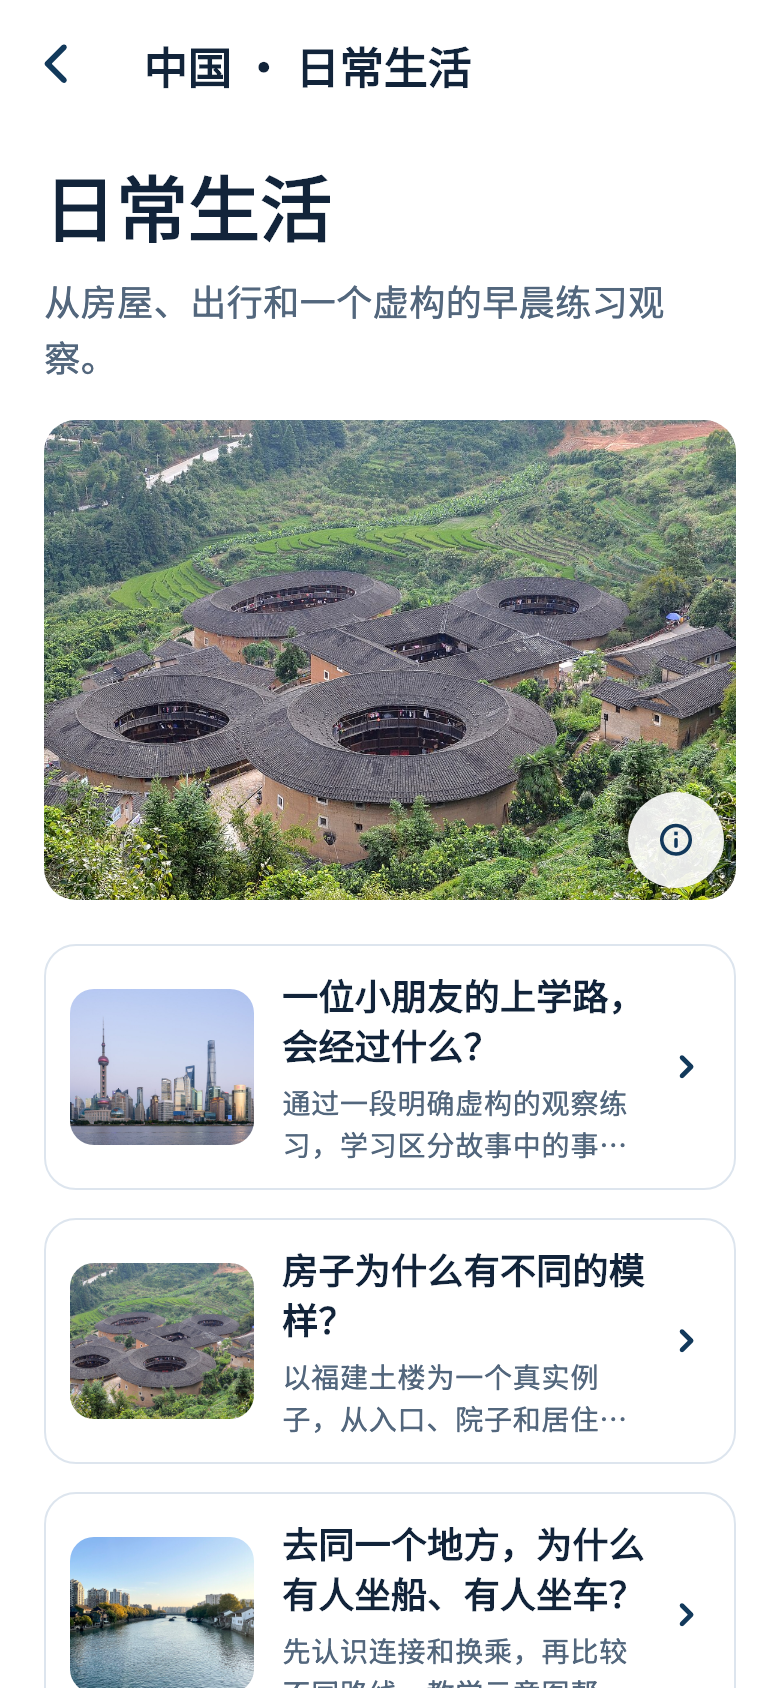 中国 · 日常生活
日常生活
从房屋、出行和一个虚构的早晨练习观
察。
一位小朋友的上学路，
会经过什么？
通过一段明确虚构的观察练
习，学习区分故事中的事…
房子为什么有不同的模
样？
以福建土楼为一个真实例
子，从入口、院子和居住…
去同一个地方，为什么
有人坐船、有人坐车？
先认识连接和换乘，再比较